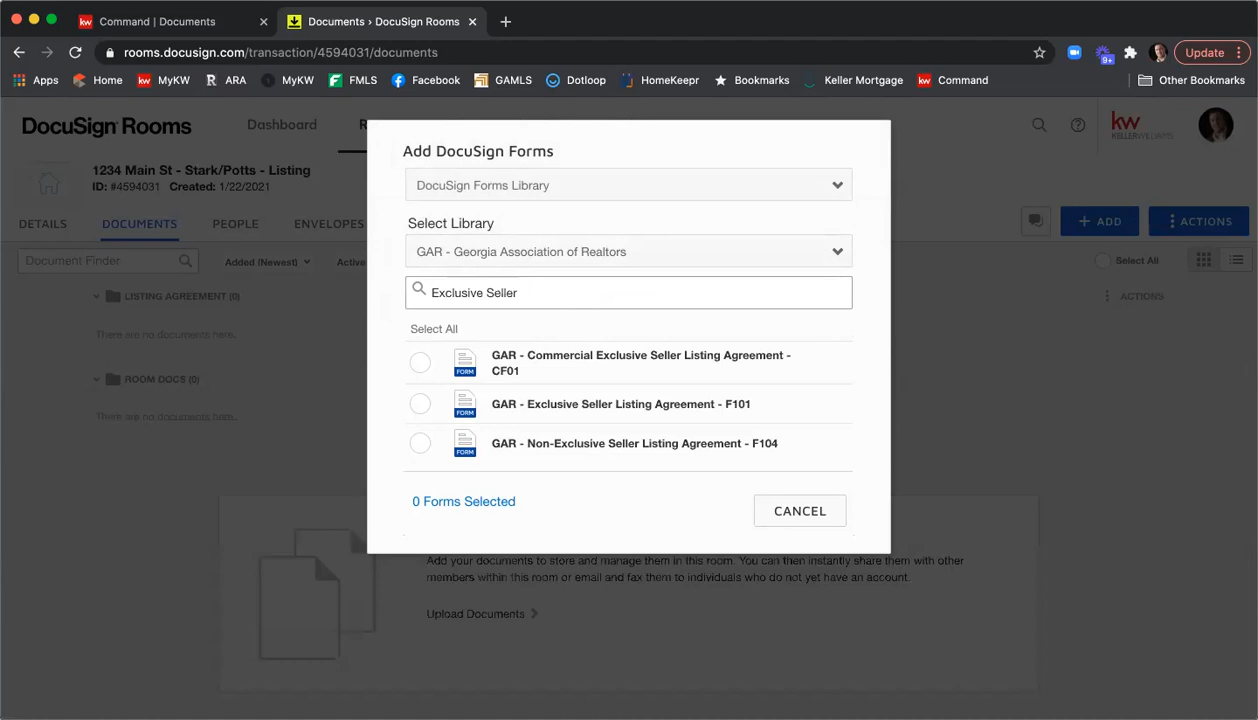 Command | Documents
Documents › DocuSign Rooms
rooms.docusign.com/transaction/4594031/documents
Update
Apps
Home
kw MyKW
R ARA
MyKW
FMLS
Facebook
GAMLS
Dotloop
HomeKeepr
Bookmarks
Keller Mortgage
kw Command
Other Bookmarks
9+
DocuSign Rooms
Dashboard
R
kw
KELLERWILLIAMS
1234 Main St - Stark/Potts - Listing
ID: #4594031 Created: 1/22/2021
DETAILS
DOCUMENTS
PEOPLE
ENVELOPES
+ ADD
ACTIONS
Document Finder
Added (Newest)
Active
Select All
LISTING AGREEMENT (0)
ACTIONS
There are no documents here.
ROOM DOCS (0)
There are no documents here.
Add DocuSign Forms
DocuSign Forms Library
Select Library
GAR - Georgia Association of Realtors
Exclusive Seller
Select All
FORM
GAR - Commercial Exclusive Seller Listing Agreement -
CF01
FORM
GAR - Exclusive Seller Listing Agreement - F101
FORM
GAR - Non-Exclusive Seller Listing Agreement - F104
0 Forms Selected
CANCEL
Add your documents to store and manage them in this room. You can then instantly share them with other
members within this room or email and fax them to individuals who do not yet have an account.
Upload Documents